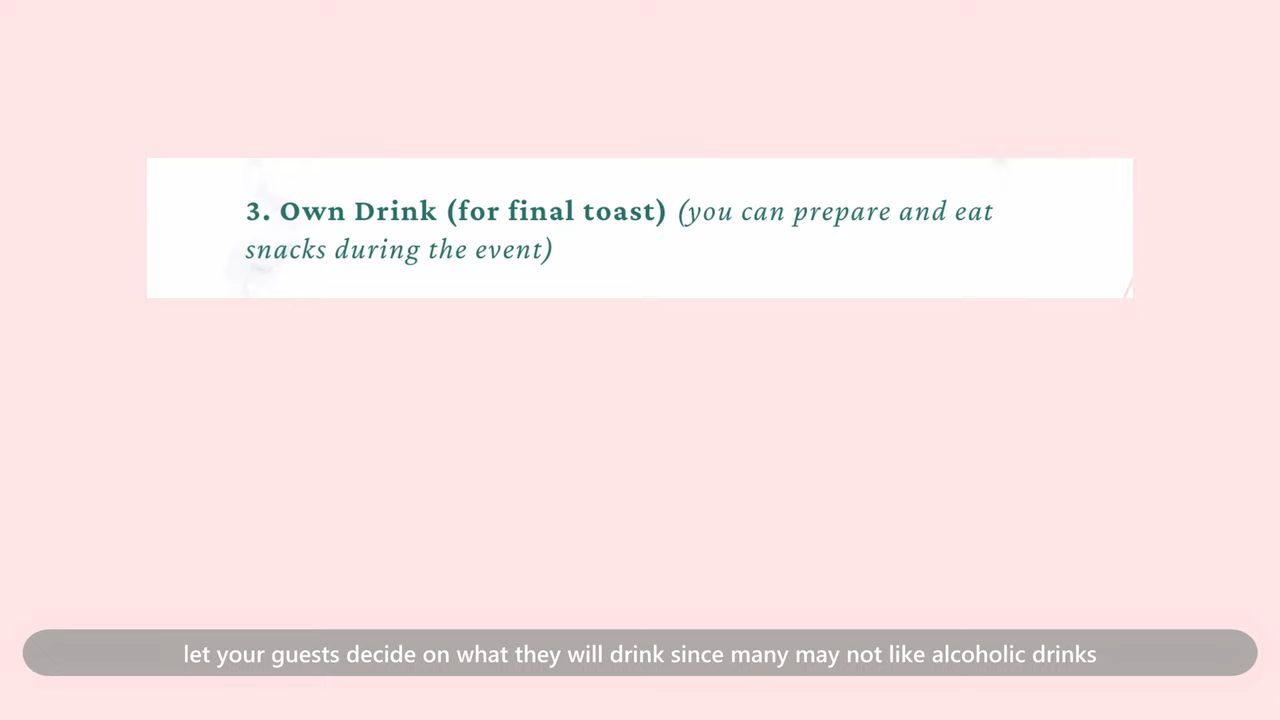 3. Own Drink (for final toast) (you can prepare and eat
snacks during the event)
let your guests decide on what they will drink since many may not like alcoholic drinks